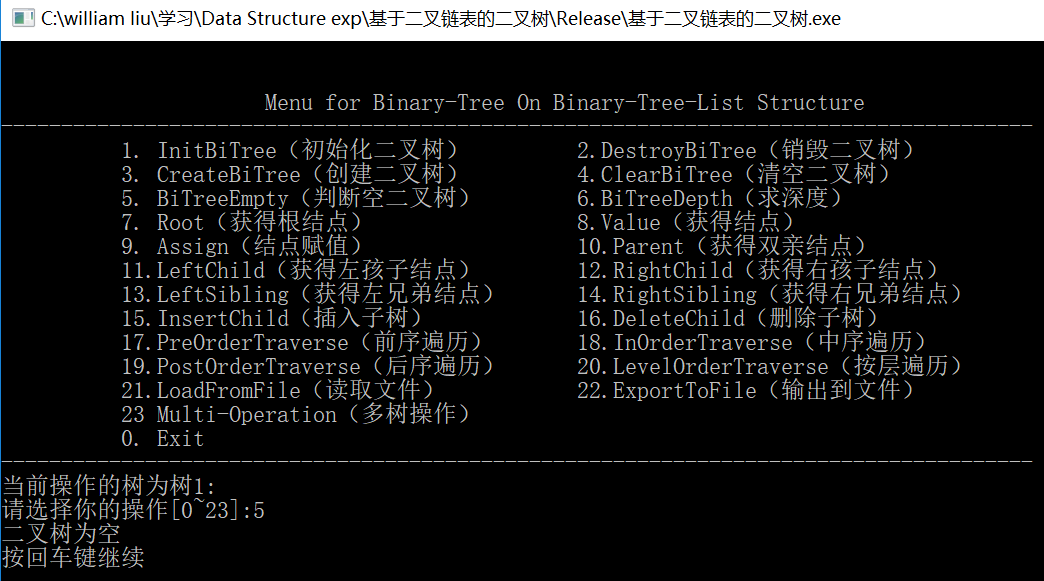 C:\william liu\学习\Data Structure exp\基于二叉链表的二叉树\Release\基于二叉链表的二叉树.exe
Menu for Binary-Tree On Binary-Tree-List Structure
1. InitBiTree（初始化二叉树） 2.DestroyBiTree（销毁二叉树）
3. CreateBiTree（创建二叉树） 4.ClearBiTree（清空二叉树）
5. BiTreeEmpty（判断空二叉树） 6.BiTreeDepth（求深度）
7. Root（获得根结点） 8.Value（获得结点）
9. Assign（结点赋值） 10.Parent（获得双亲结点）
11.LeftChild（获得左孩子结点） 12.RightChild（获得右孩子结点）
13.LeftSibling（获得左兄弟结点） 14.RightSibling（获得右兄弟结点）
15.InsertChild（插入子树） 16.DeleteChild（删除子树）
17.PreOrderTraverse（前序遍历） 18.InOrderTraverse（中序遍历）
19.PostOrderTraverse（后序遍历） 20.LevelOrderTraverse（按层遍历）
21.LoadFromFile（读取文件） 22.ExportToFile（输出到文件）
23 Multi-Operation（多树操作）
0. Exit
当前操作的树为树1:
请选择你的操作[0~23]:5
二叉树为空
按回车键继续